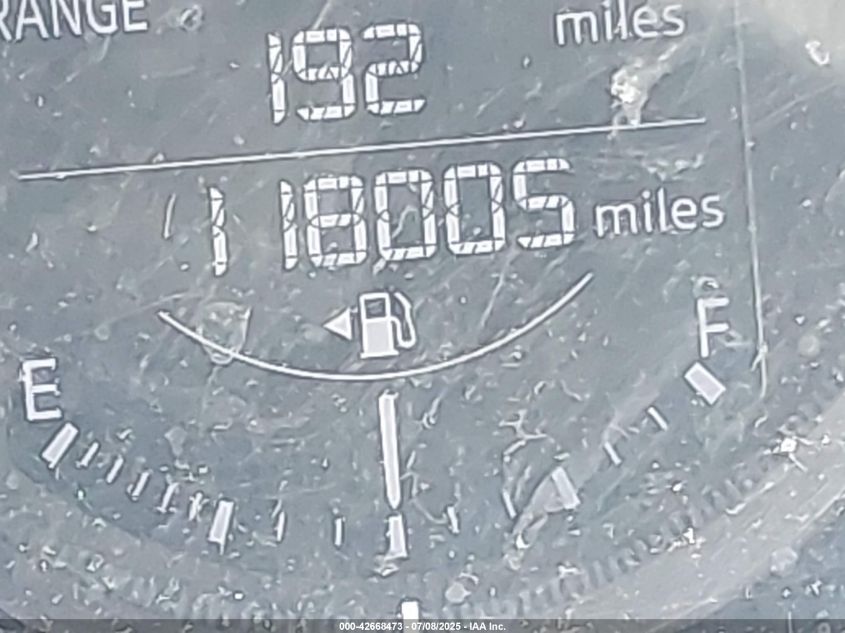 RANGE
192 miles
118005 miles
E
F
000-42668473 - 07/08/2025 - IAA Inc.